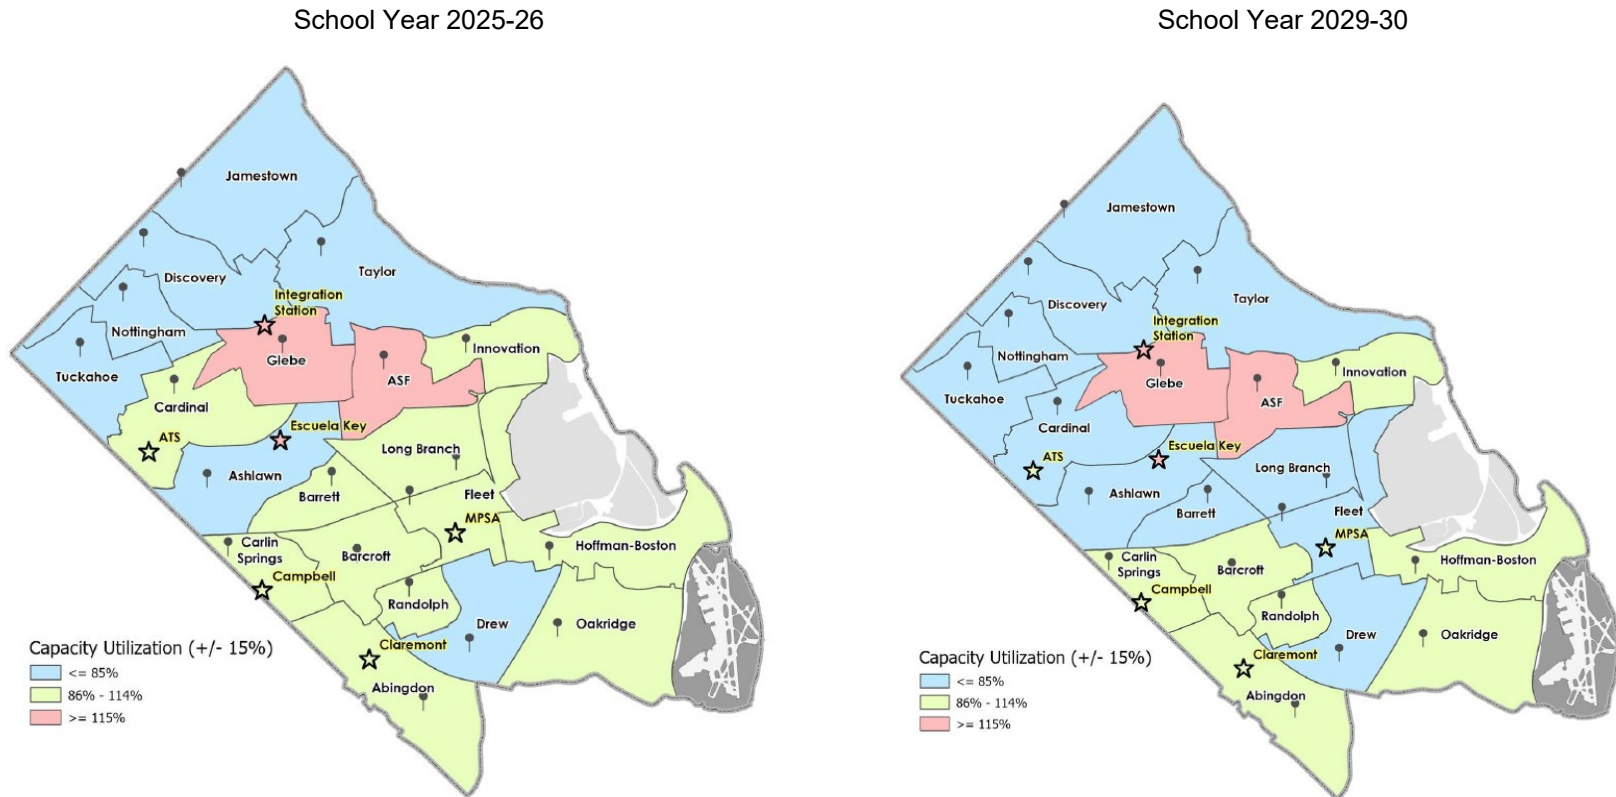 School Year 2025-26
Jamestown
Discovery
Taylor
Integration
Station
Nottingham
Glebe
Innovation
Tuckahoe
ASF
Cardinal
Escuela Key
ATS
Long Branch
Ashlawn
Barrett
Fleet
MPSA
Carlin
Springs
Barcroft
Hoffman-Boston
Campbell
Randolph
Drew
Oakridge
Claremont
Abingdon
Capacity Utilization (+/- 15%)
<= 85%
86% - 114%
>= 115%
School Year 2029-30
Jamestown
Discovery
Taylor
Integration
Station
Nottingham
Glebe
Innovation
Tuckahoe
ASF
Cardinal
Escuela Key
ATS
Long Branch
Ashlawn
Barrett
Fleet
MPSA
Carlin
Springs
Barcroft
Hoffman-Boston
Campbell
Randolph
Drew
Oakridge
Claremont
Abingdon
Capacity Utilization (+/- 15%)
<= 85%
86% - 114%
>= 115%